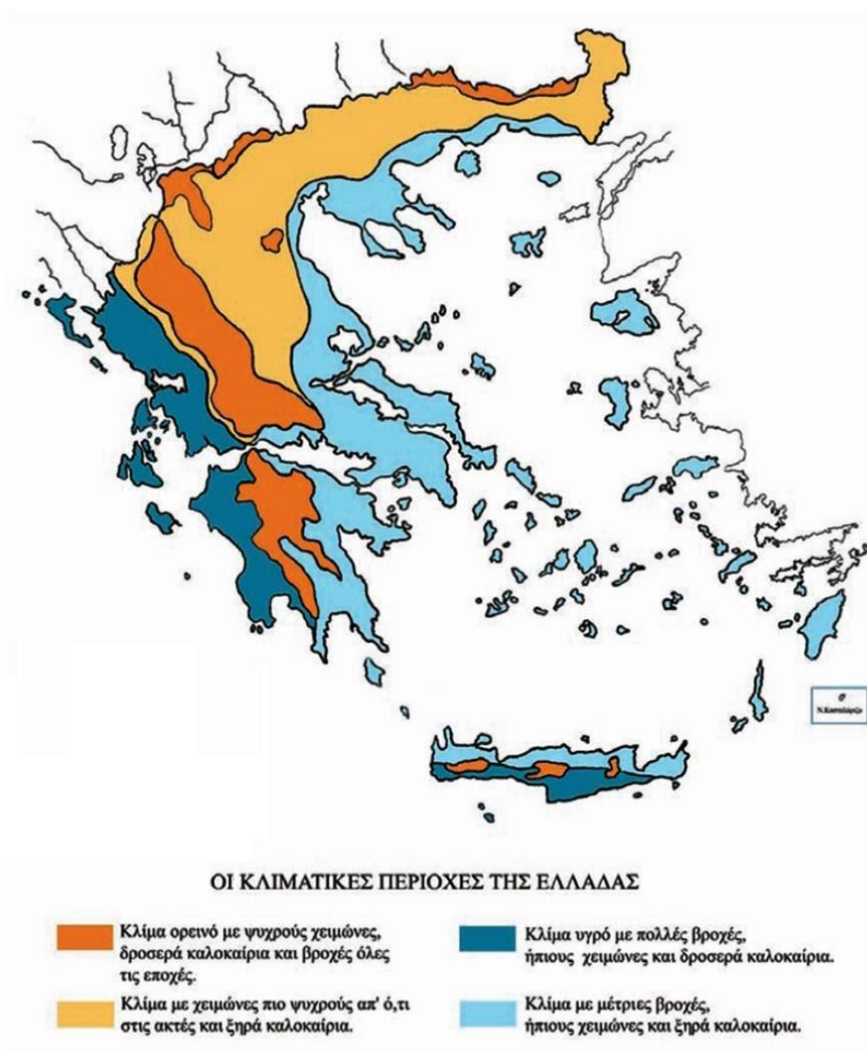 Ν.Καστελόριζο
ΟΙ ΚΛΙΜΑΤΙΚΕΣ ΠΕΡΙΟΧΕΣ ΤΗΣ ΕΛΛΑΔΑΣ
Κλίμα ορεινό με ψυχρούς χειμώνες,
δροσερά καλοκαίρια και βροχές όλες
τις εποχές.
Κλίμα με χειμώνες πιο ψυχρούς απ' ό,τι
στις ακτές και ξηρά καλοκαίρια.
Κλίμα υγρό με πολλές βροχές,
ήπιους χειμώνες και δροσερά καλοκαίρια.
Κλίμα με μέτριες βροχές,
ήπιους χειμώνες και ξηρά καλοκαίρια.